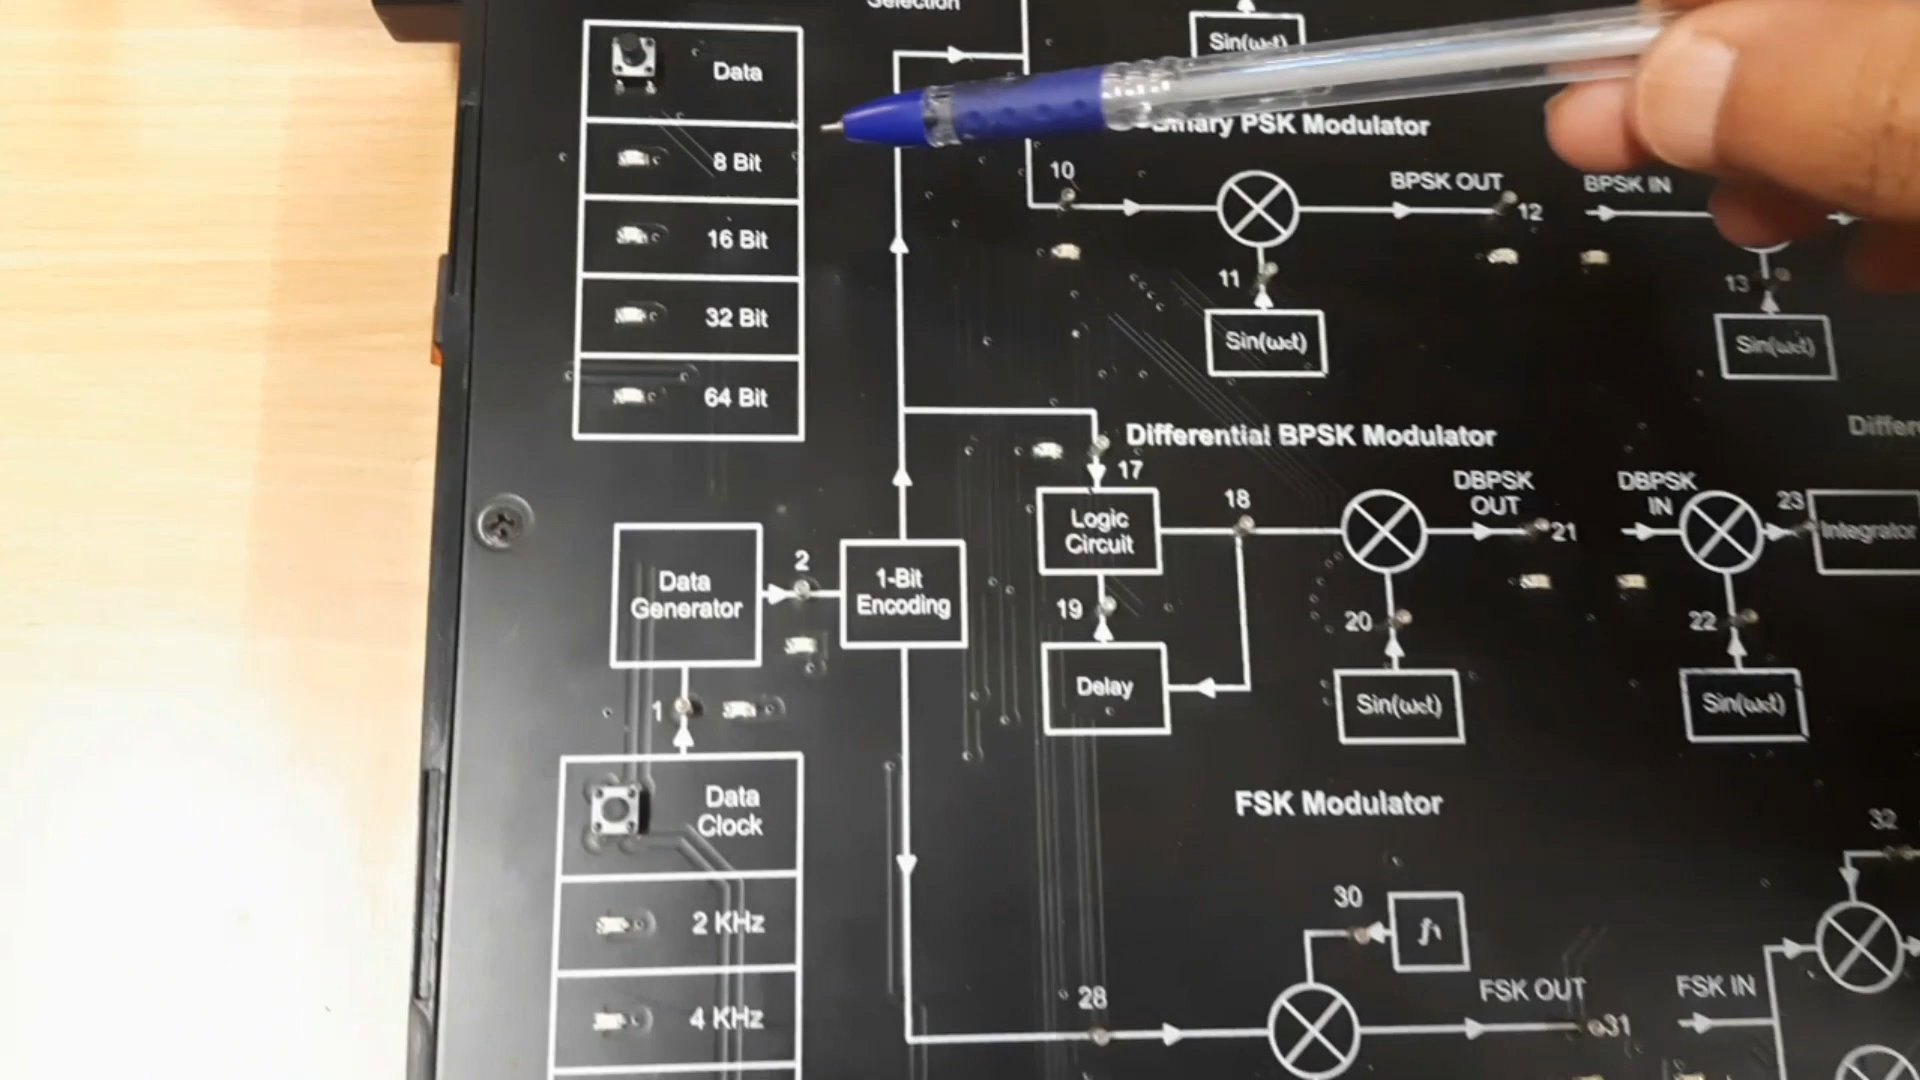 Selection
Data
8 Bit
16 Bit
32 Bit
64 Bit
Sin(ωct)
Binary PSK Modulator
10
BPSK OUT
12
BPSK IN
11
Sin(ωct)
13
Sin(ωct)
Differential BPSK Modulator
17
Logic
Circuit
18
DBPSK
OUT
21
DBPSK
IN
23
Integrator
19
Delay
20
Sin(ωct)
22
Sin(ωct)
Data
Generator
2
1-Bit
Encoding
1
Data
Clock
2 KHz
4 KHz
FSK Modulator
30
f1
28
FSK OUT
31
FSK IN
32